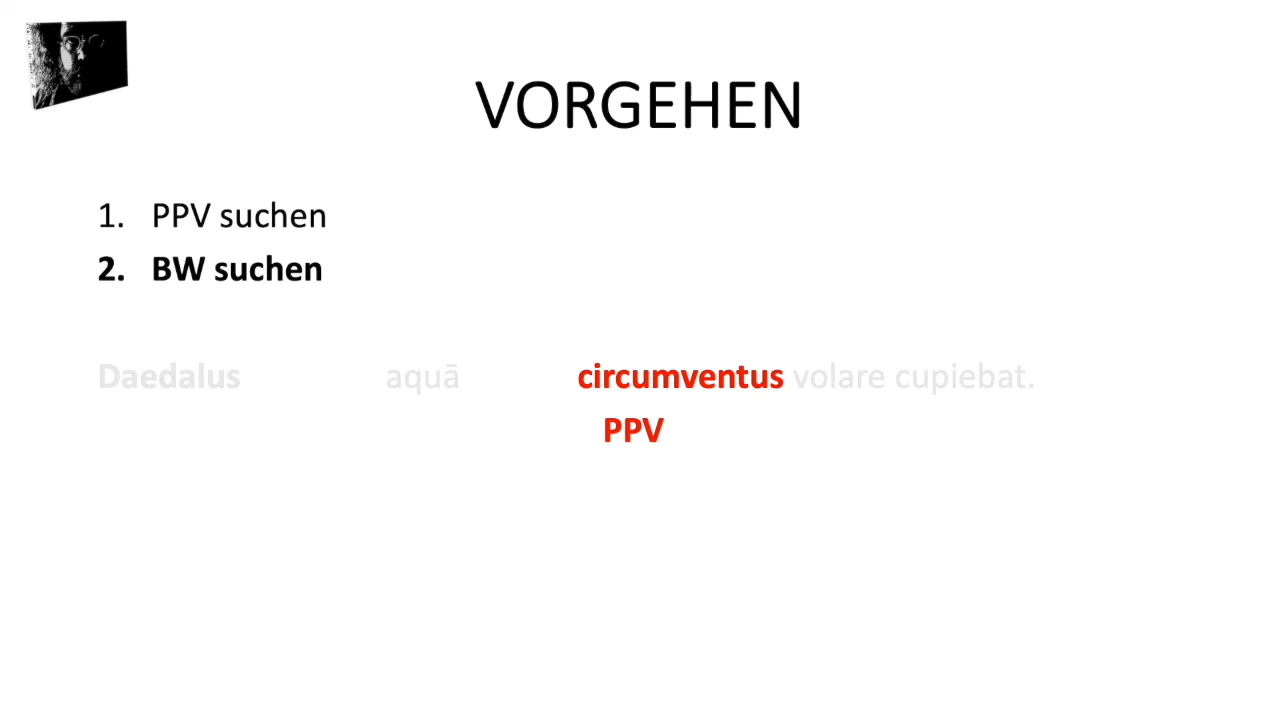 VORGEHEN
1. PPV suchen
2. BW suchen
Daedalus aquā circumventus volare cupiebat.
PPV